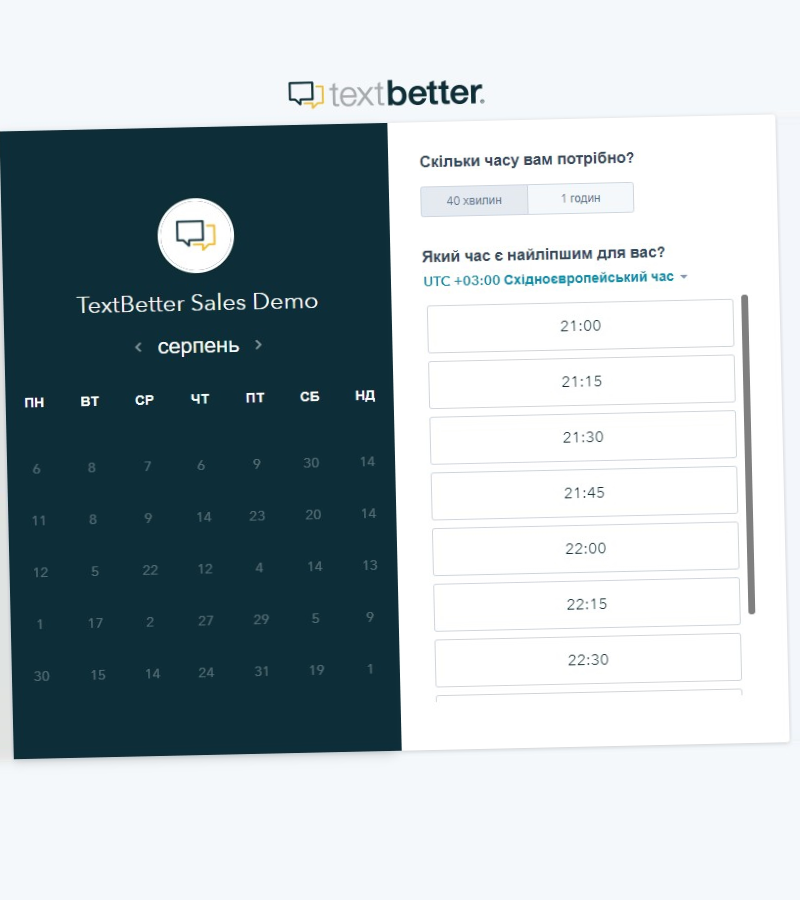 textbetter.
TextBetter Sales Demo
серпень
ПН ВТ СР ЧТ ПТ СБ НД
6 8 7 6 9 30 14
11 8 9 14 23 20 14
12 5 22 12 4 14 13
1 17 2 27 29 5 9
30 15 14 24 31 19 1
Скільки часу вам потрібно?
40 хвилин 1 годин
Який час є найліпшим для вас?
UTC +03:00 Східноєвропейський час
21:00
21:15
21:30
21:45
22:00
22:15
22:30